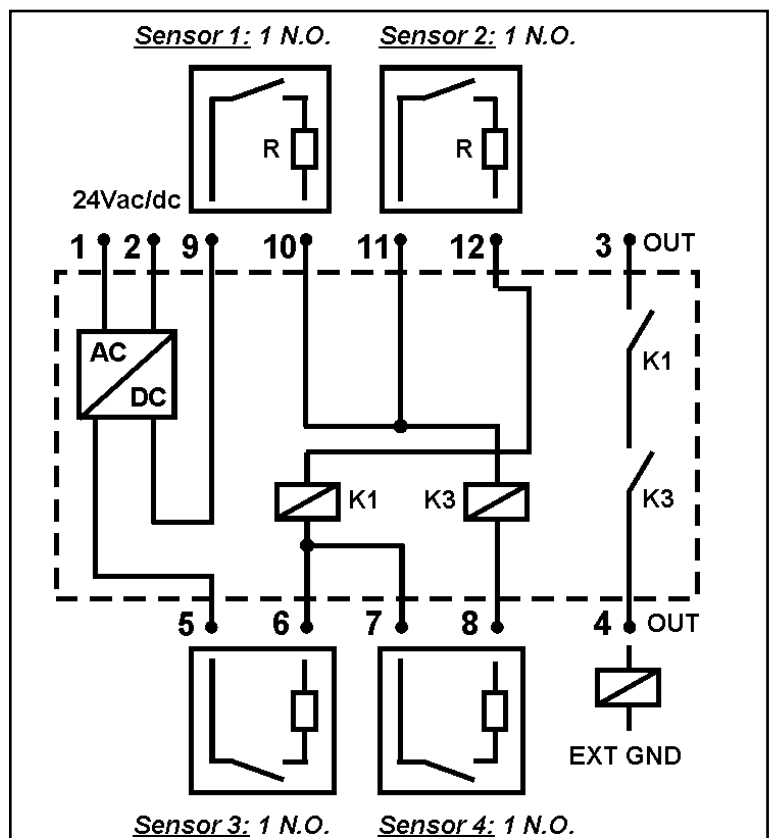 Sensor 1: 1 N.O. Sensor 2: 1 N.O.
R R
24Vac/dc
1 2 9 10 11 12 3 OUT
AC
DC
K1
K1 K3
K3
5 6 7 8 4 OUT
EXT GND
Sensor 3: 1 N.O. Sensor 4: 1 N.O.